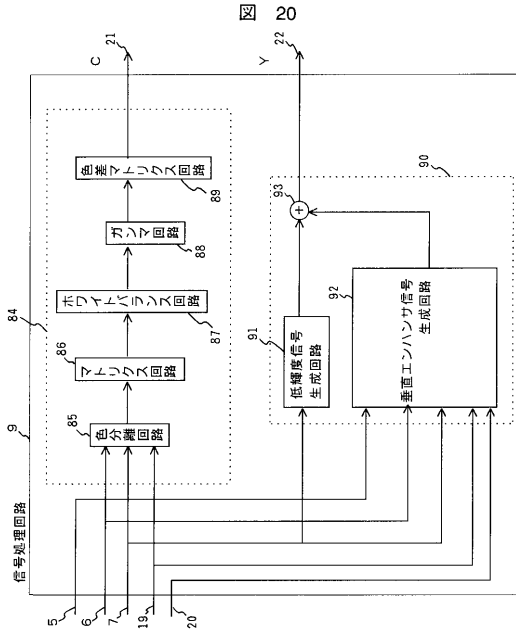 図 20
信号処理回路
9
84
85
色分離回路
86
マトリクス回路
87
ホワイトバランス回路
88
ガンマ回路
89
色差マトリクス回路
C
21
5
6
7
19
20
90
91
低輝度信号
生成回路
92
垂直エンハンサ信号
生成回路
93
+
Y
22